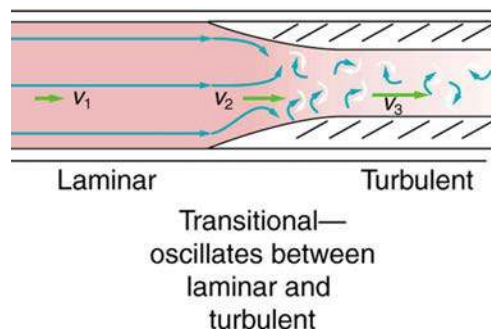 v₁
v₂
v₃
Laminar
Turbulent
Transitional—
oscillates between
laminar and
turbulent